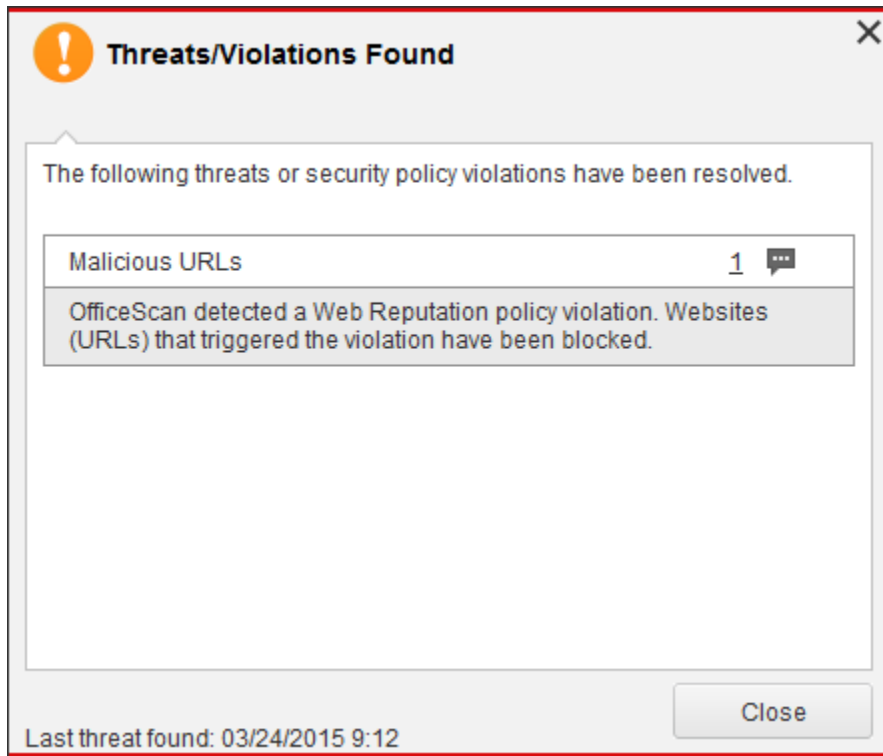 Threats/Violations Found
The following threats or security policy violations have been resolved.
Malicious URLs 1
OfficeScan detected a Web Reputation policy violation. Websites
(URLs) that triggered the violation have been blocked.
Close
Last threat found: 03/24/2015 9:12